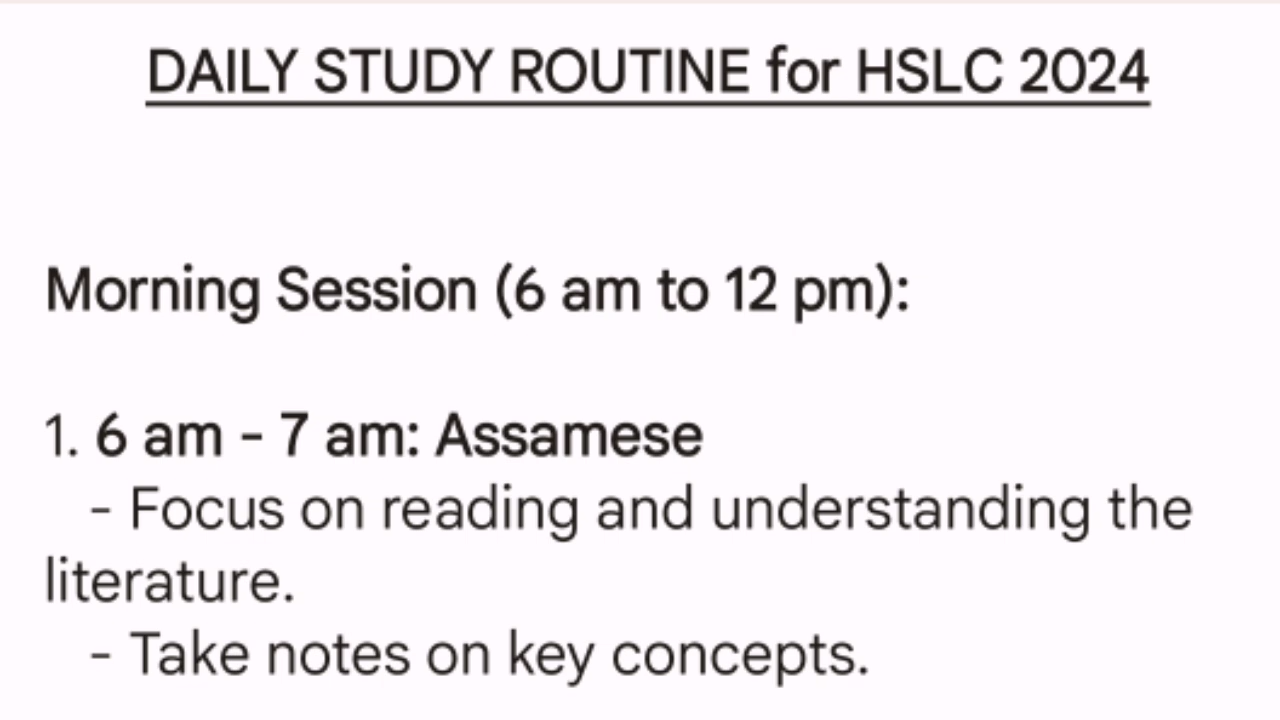 DAILY STUDY ROUTINE for HSLC 2024
Morning Session (6 am to 12 pm):
1. 6 am - 7 am: Assamese
- Focus on reading and understanding the
literature.
- Take notes on key concepts.